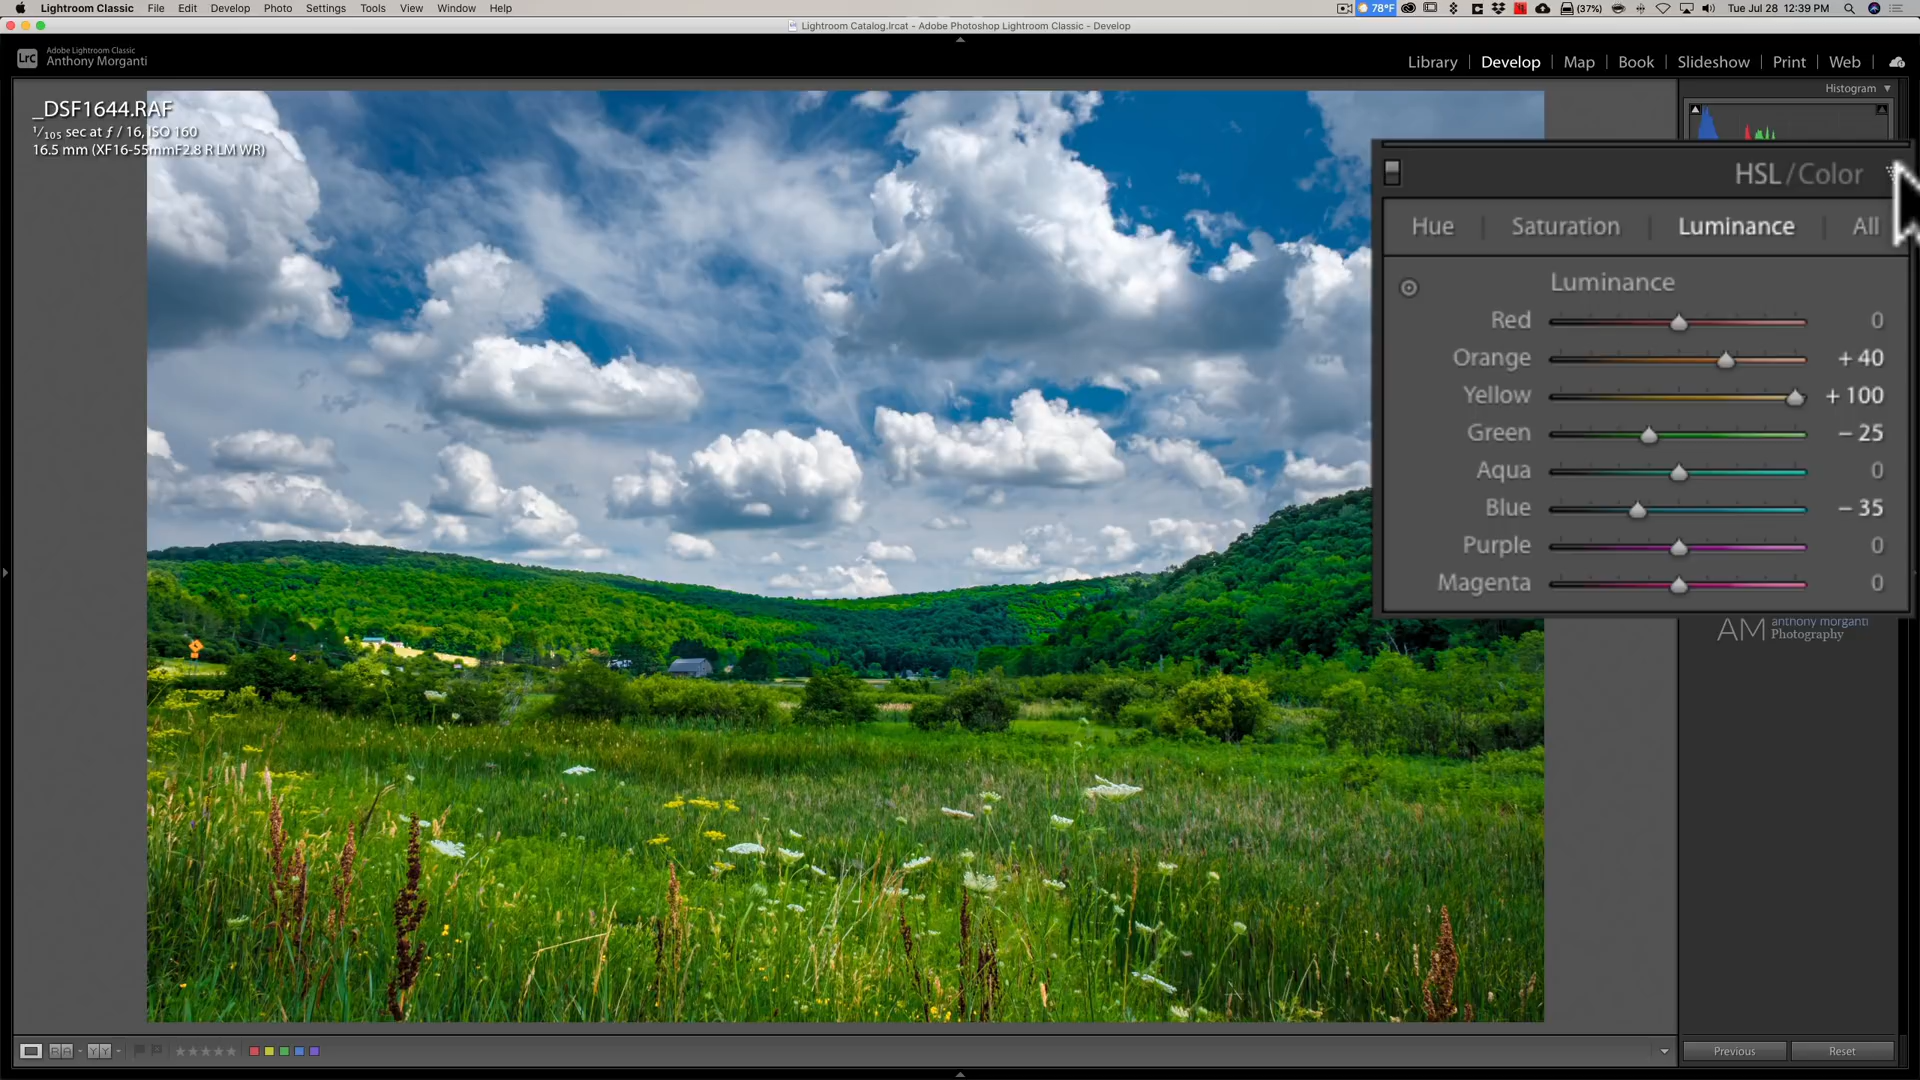 Lightroom Classic File Edit Develop Photo Settings Tools View Window Help 78°F (37%) Tue Jul 28 12:39 PM
Lightroom Catalog.lrcat - Adobe Photoshop Lightroom Classic - Develop
LrC
Adobe Lightroom Classic
Anthony Morganti
Library | Develop | Map | Book | Slideshow | Print | Web
Histogram
_DSF1644.RAF
1/105 sec at ƒ / 16, ISO 160
16.5 mm (XF16-55mmF2.8 R LM WR)
HSL / Color
Hue | Saturation | Luminance | All
Luminance
Red 0
Orange + 40
Yellow + 100
Green − 25
Aqua 0
Blue − 35
Purple 0
Magenta 0
AM anthony morganti
Photography
R A Y Y
Previous Reset